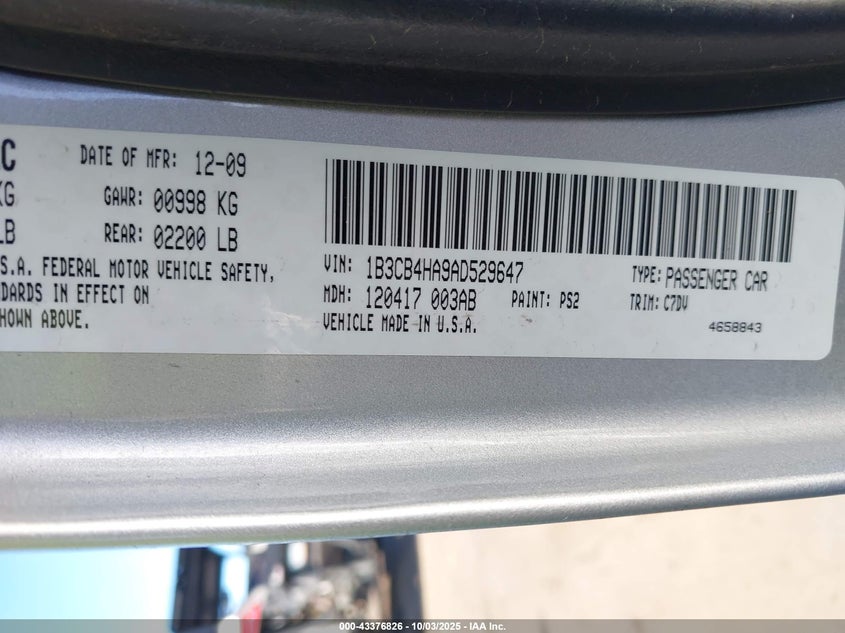 C DATE OF MFR: 12-09
KG GAWR: 00998 KG
LB REAR: 02200 LB
S.A. FEDERAL MOTOR VEHICLE SAFETY,
DARDS IN EFFECT ON
HOWN ABOVE.
VIN: 1B3CB4HA9AD529647 TYPE: PASSENGER CAR
MDH: 120417 003AB PAINT: PS2 TRIM: C7DV
VEHICLE MADE IN U.S.A. 4658843
000-43376826 - 10/03/2025 - IAA Inc.